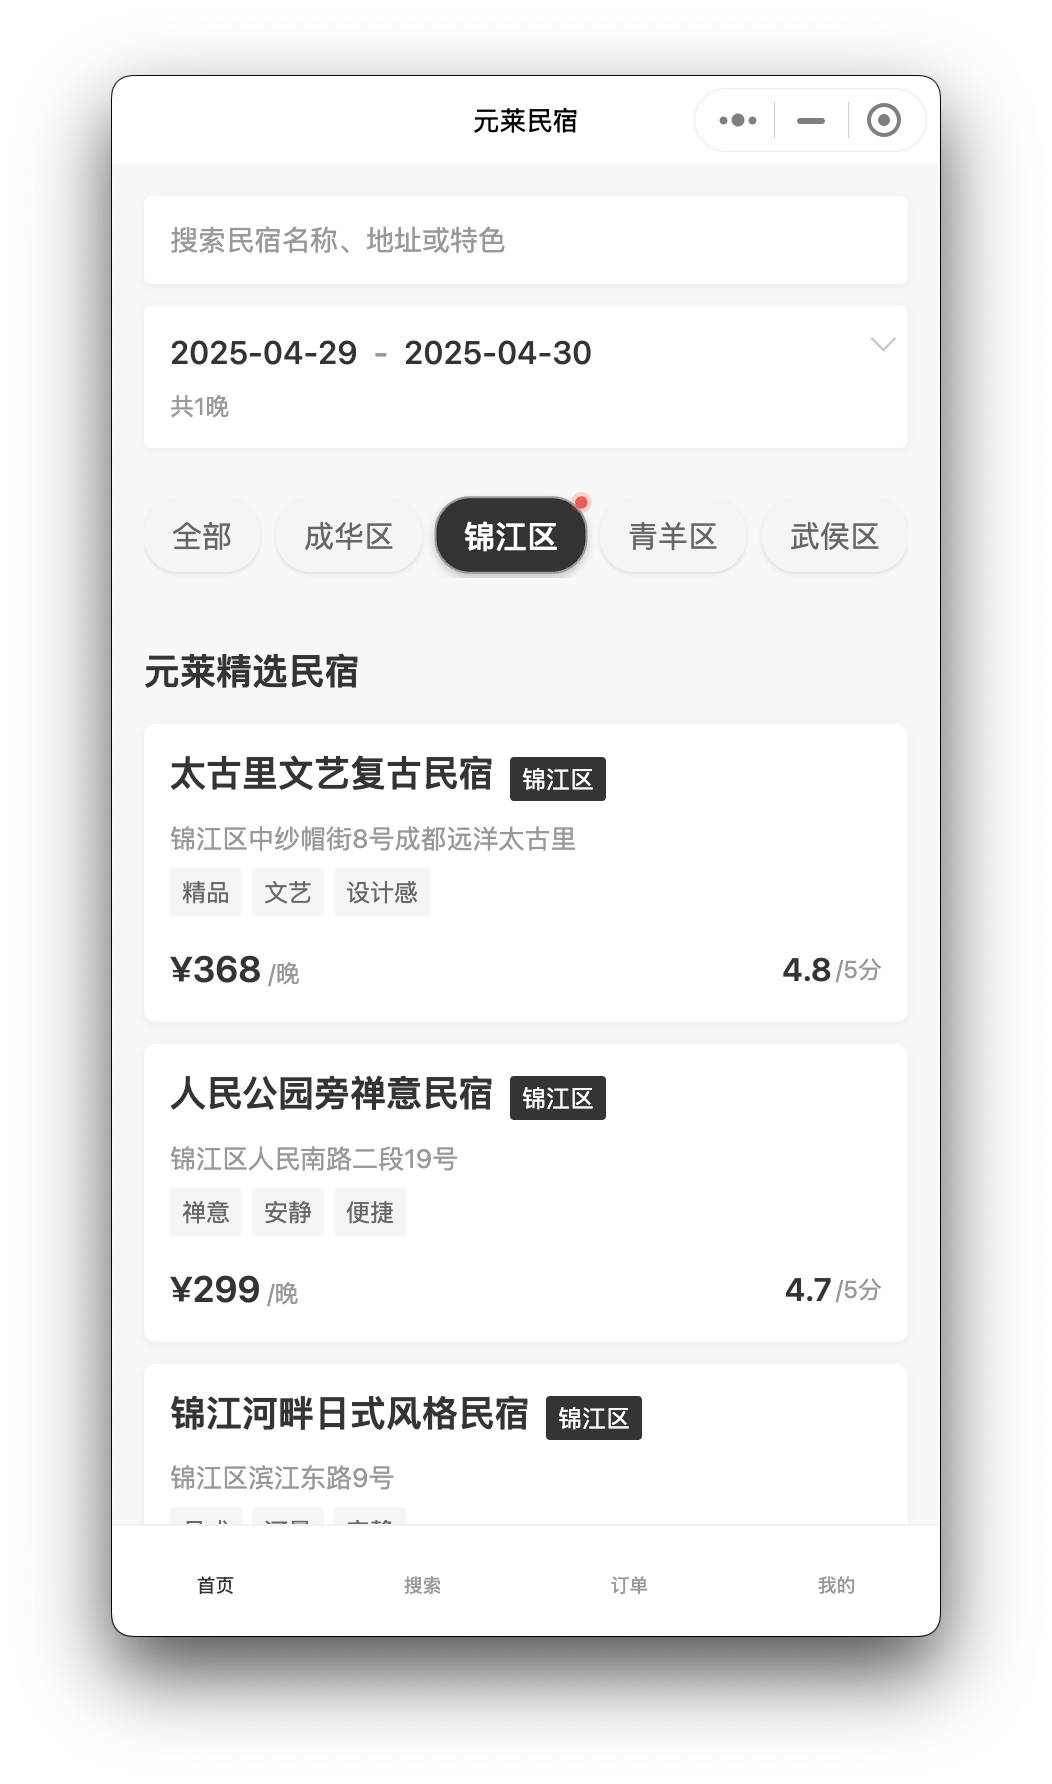 元莱民宿
搜索民宿名称、地址或特色
2025-04-29 - 2025-04-30
共1晚
全部 成华区 锦江区 青羊区 武侯区
元莱精选民宿
太古里文艺复古民宿 锦江区
锦江区中纱帽街8号成都远洋太古里
精品 文艺 设计感
¥368 /晚 4.8 /5分
人民公园旁禅意民宿 锦江区
锦江区人民南路二段19号
禅意 安静 便捷
¥299 /晚 4.7 /5分
锦江河畔日式风格民宿 锦江区
锦江区滨江东路9号
首页 搜索 订单 我的